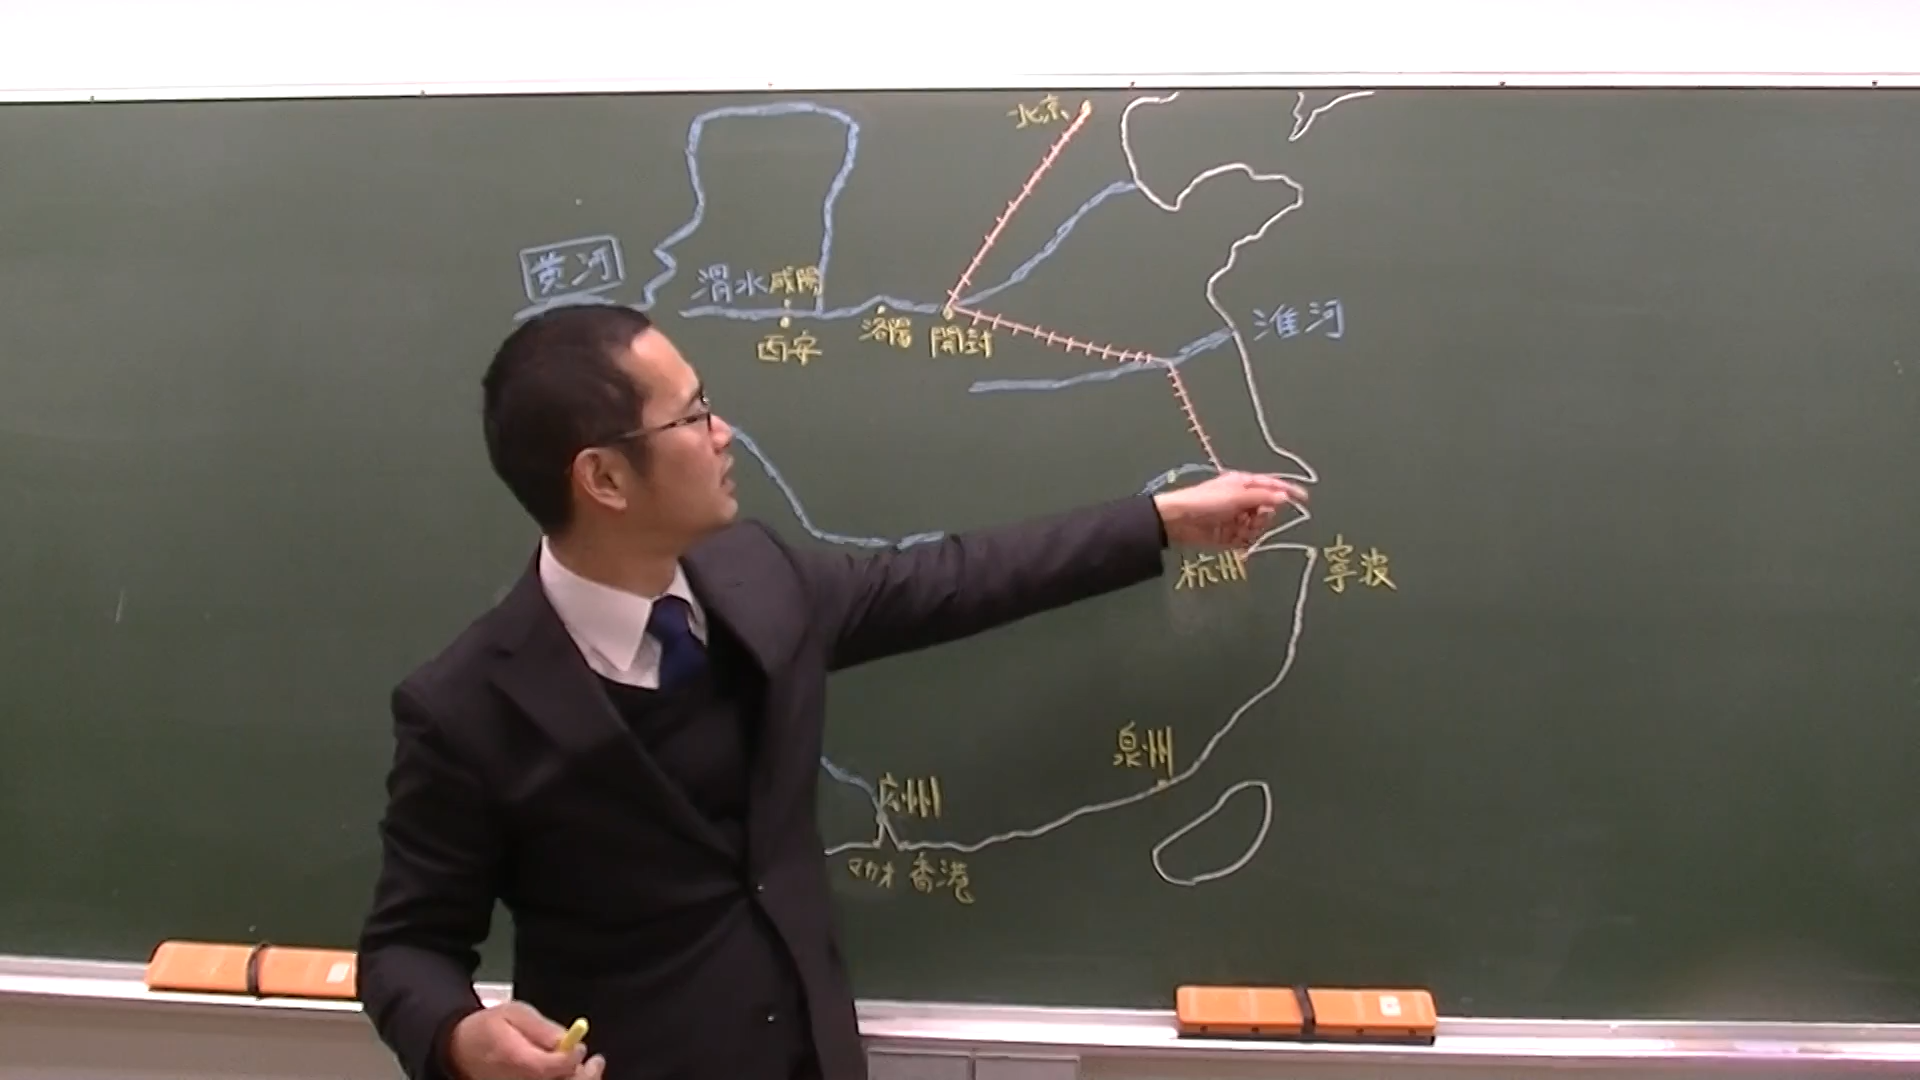 北京
黄河
渭水
咸陽
西安
洛陽
開封
淮河
杭州
寧波
泉州
広州
マカオ
香港